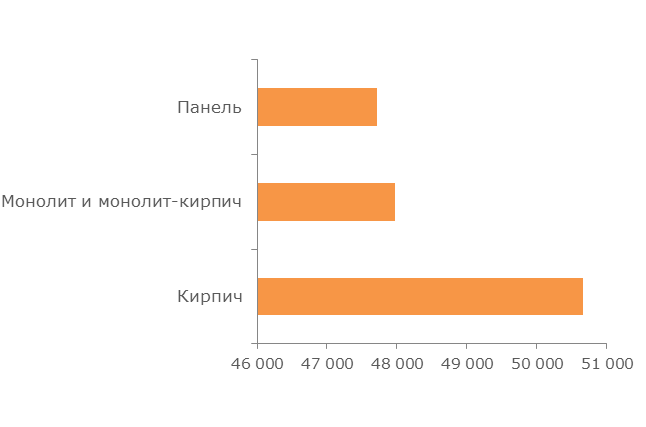 Панель
Монолит и монолит-кирпич
Кирпич
46 000 47 000 48 000 49 000 50 000 51 000